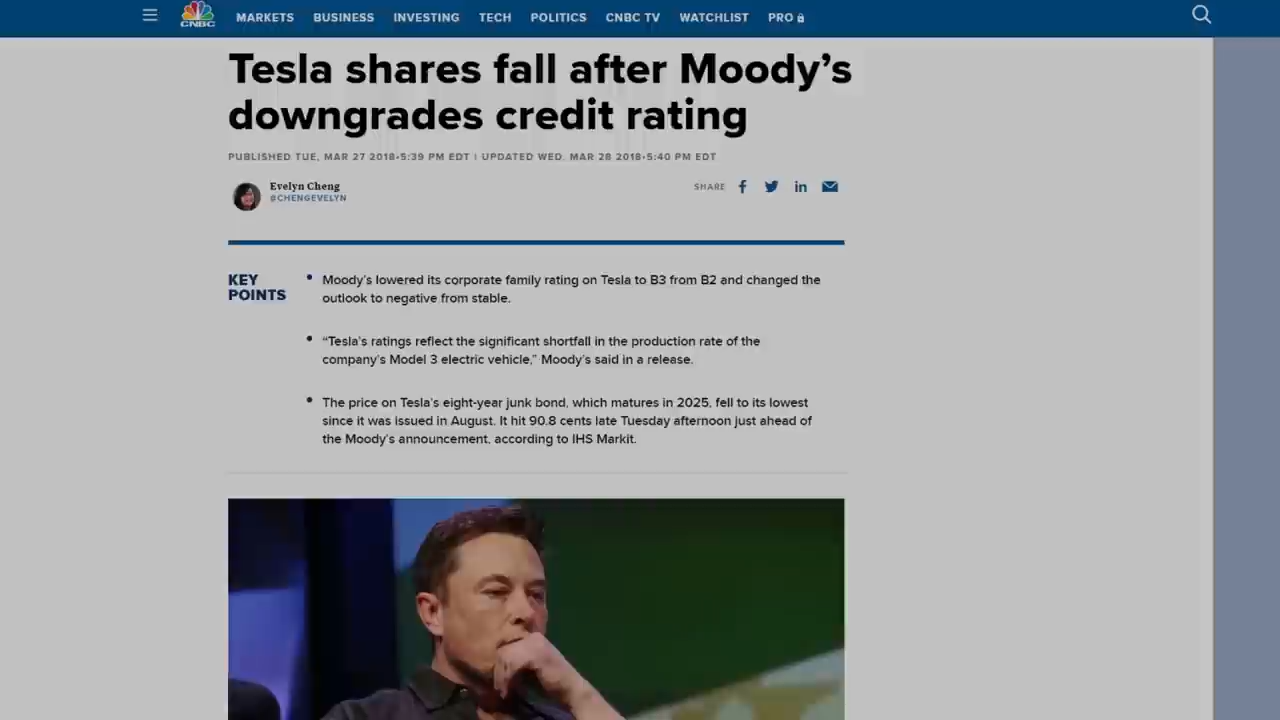 CNBC
MARKETS BUSINESS INVESTING TECH POLITICS CNBC TV WATCHLIST PRO
Tesla shares fall after Moody's
downgrades credit rating
PUBLISHED TUE, MAR 27 2018•5:39 PM EDT | UPDATED WED, MAR 28 2018•5:40 PM EDT
Evelyn Cheng
@CHENGEVELYN
SHARE
KEY
POINTS
• Moody's lowered its corporate family rating on Tesla to B3 from B2 and changed the
outlook to negative from stable.
• “Tesla's ratings reflect the significant shortfall in the production rate of the
company's Model 3 electric vehicle,” Moody's said in a release.
• The price on Tesla's eight-year junk bond, which matures in 2025, fell to its lowest
since it was issued in August. It hit 90.8 cents late Tuesday afternoon just ahead of
the Moody's announcement, according to IHS Markit.